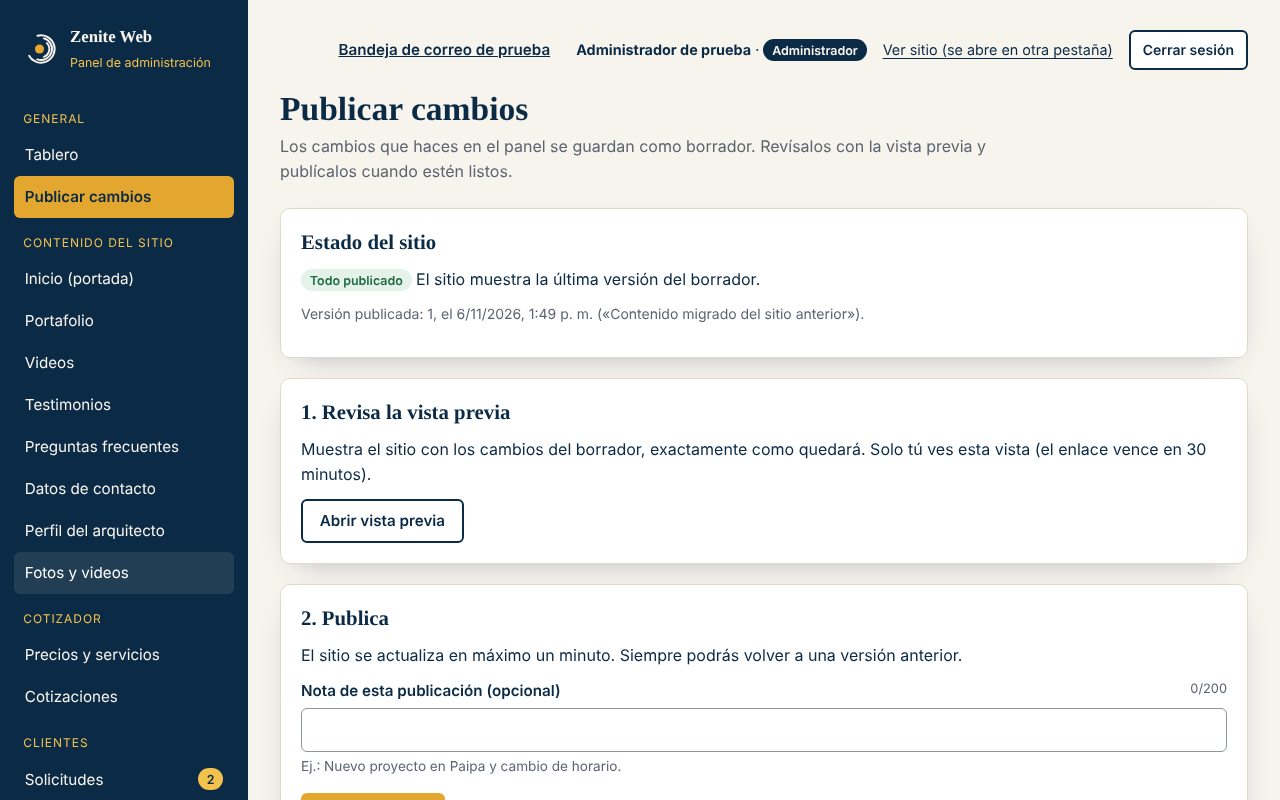 Zenite Web
Panel de administración
GENERAL
Tablero
Publicar cambios
CONTENIDO DEL SITIO
Inicio (portada)
Portafolio
Videos
Testimonios
Preguntas frecuentes
Datos de contacto
Perfil del arquitecto
Fotos y videos
COTIZADOR
Precios y servicios
Cotizaciones
CLIENTES
Solicitudes 2
Bandeja de correo de prueba Administrador de prueba · Administrador Ver sitio (se abre en otra pestaña) Cerrar sesión
Publicar cambios
Los cambios que haces en el panel se guardan como borrador. Revísalos con la vista previa y
publícalos cuando estén listos.
Estado del sitio
Todo publicado El sitio muestra la última versión del borrador.
Versión publicada: 1, el 6/11/2026, 1:49 p. m. («Contenido migrado del sitio anterior»).
1. Revisa la vista previa
Muestra el sitio con los cambios del borrador, exactamente como quedará. Solo tú ves esta vista (el enlace vence en 30
minutos).
Abrir vista previa
2. Publica
El sitio se actualiza en máximo un minuto. Siempre podrás volver a una versión anterior.
Nota de esta publicación (opcional) 0/200
Ej.: Nuevo proyecto en Paipa y cambio de horario.